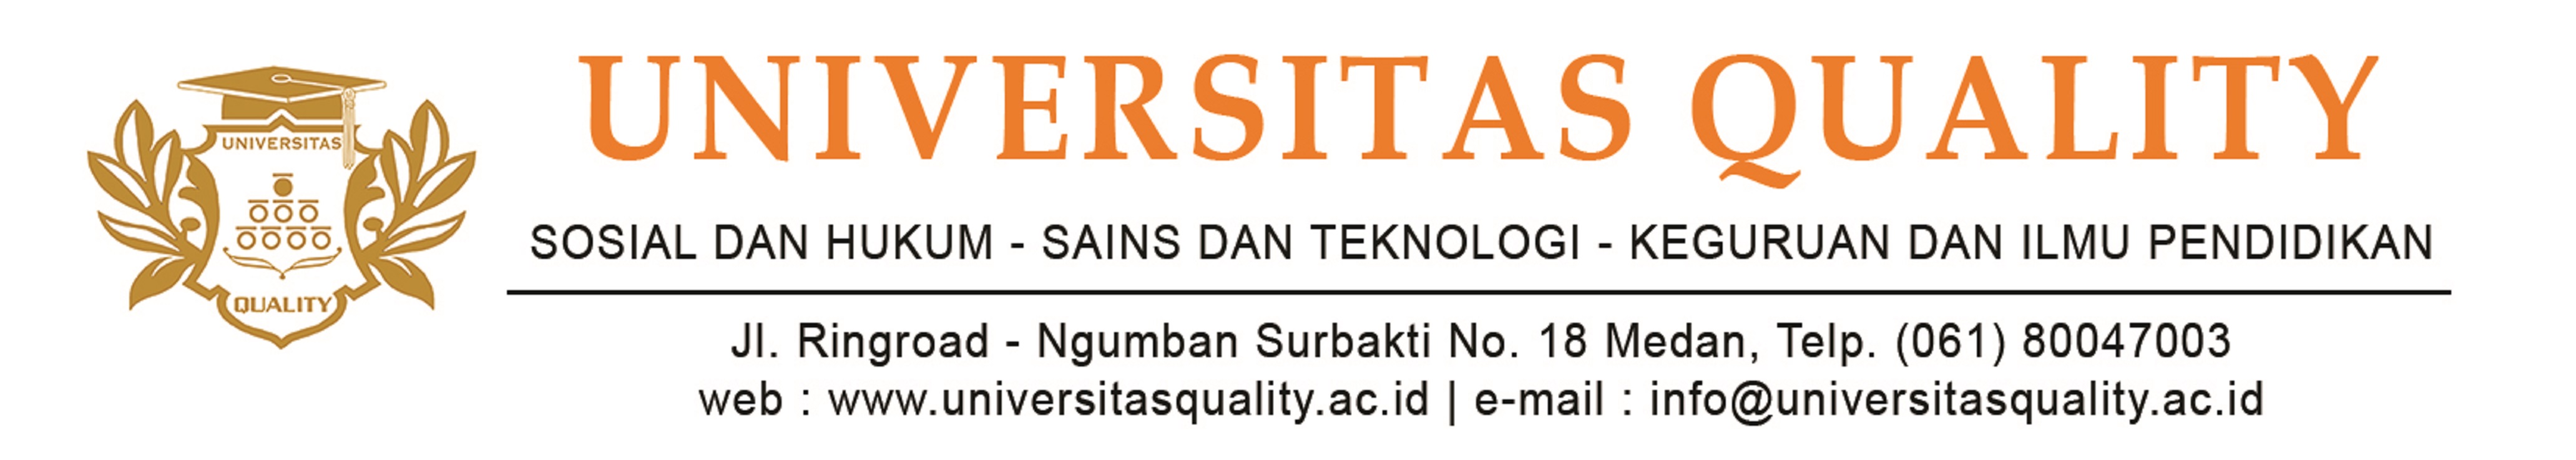 UNIVERSITAS
QUALITY
UNIVERSITAS QUALITY
SOSIAL DAN HUKUM - SAINS DAN TEKNOLOGI - KEGURUAN DAN ILMU PENDIDIKAN
Jl. Ringroad - Ngumban Surbakti No. 18 Medan, Telp. (061) 80047003
web : www.universitasquality.ac.id | e-mail : info@universitasquality.ac.id